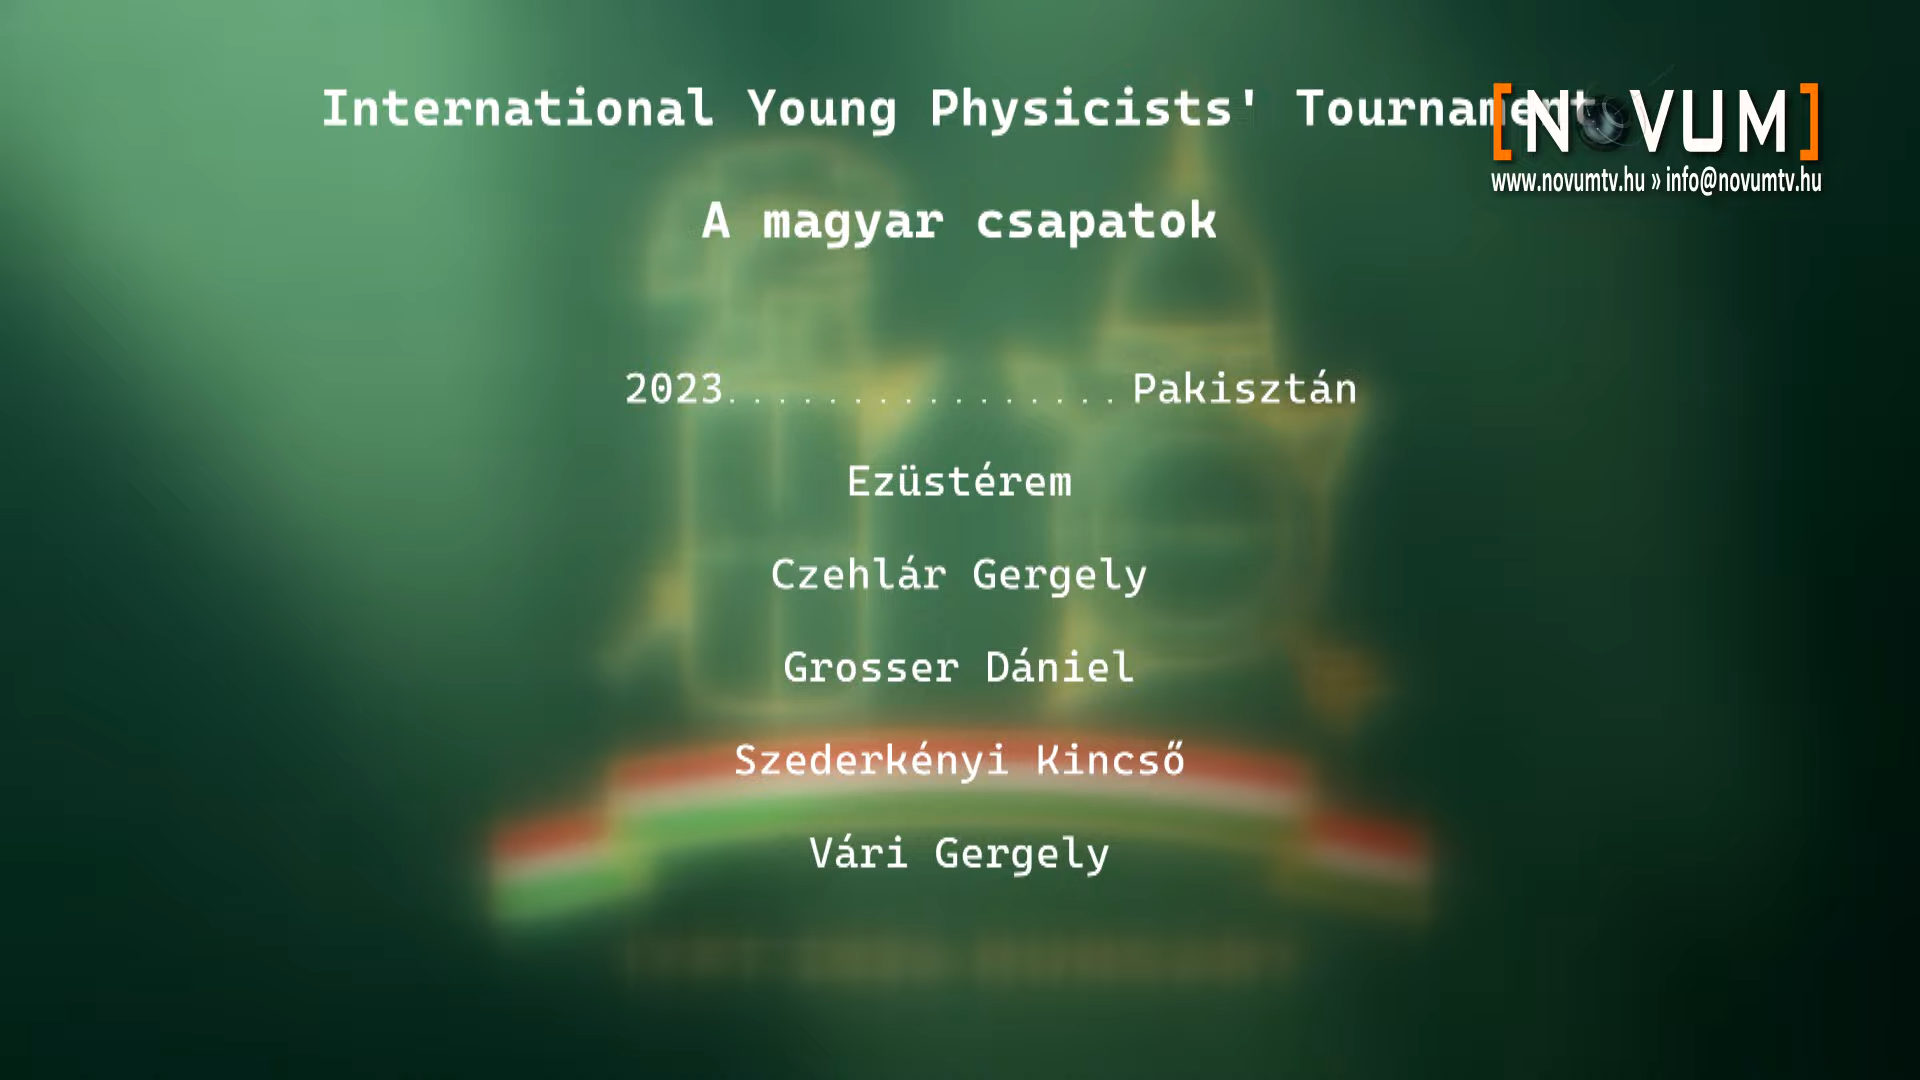 International Young Physicists' Tournament
[NOVUM]
www.novumtv.hu » info@novumtv.hu
A magyar csapatok
2023................Pakisztán
Ezüstérem
Czehlár Gergely
Grosser Dániel
Szederkényi Kincső
Vári Gergely